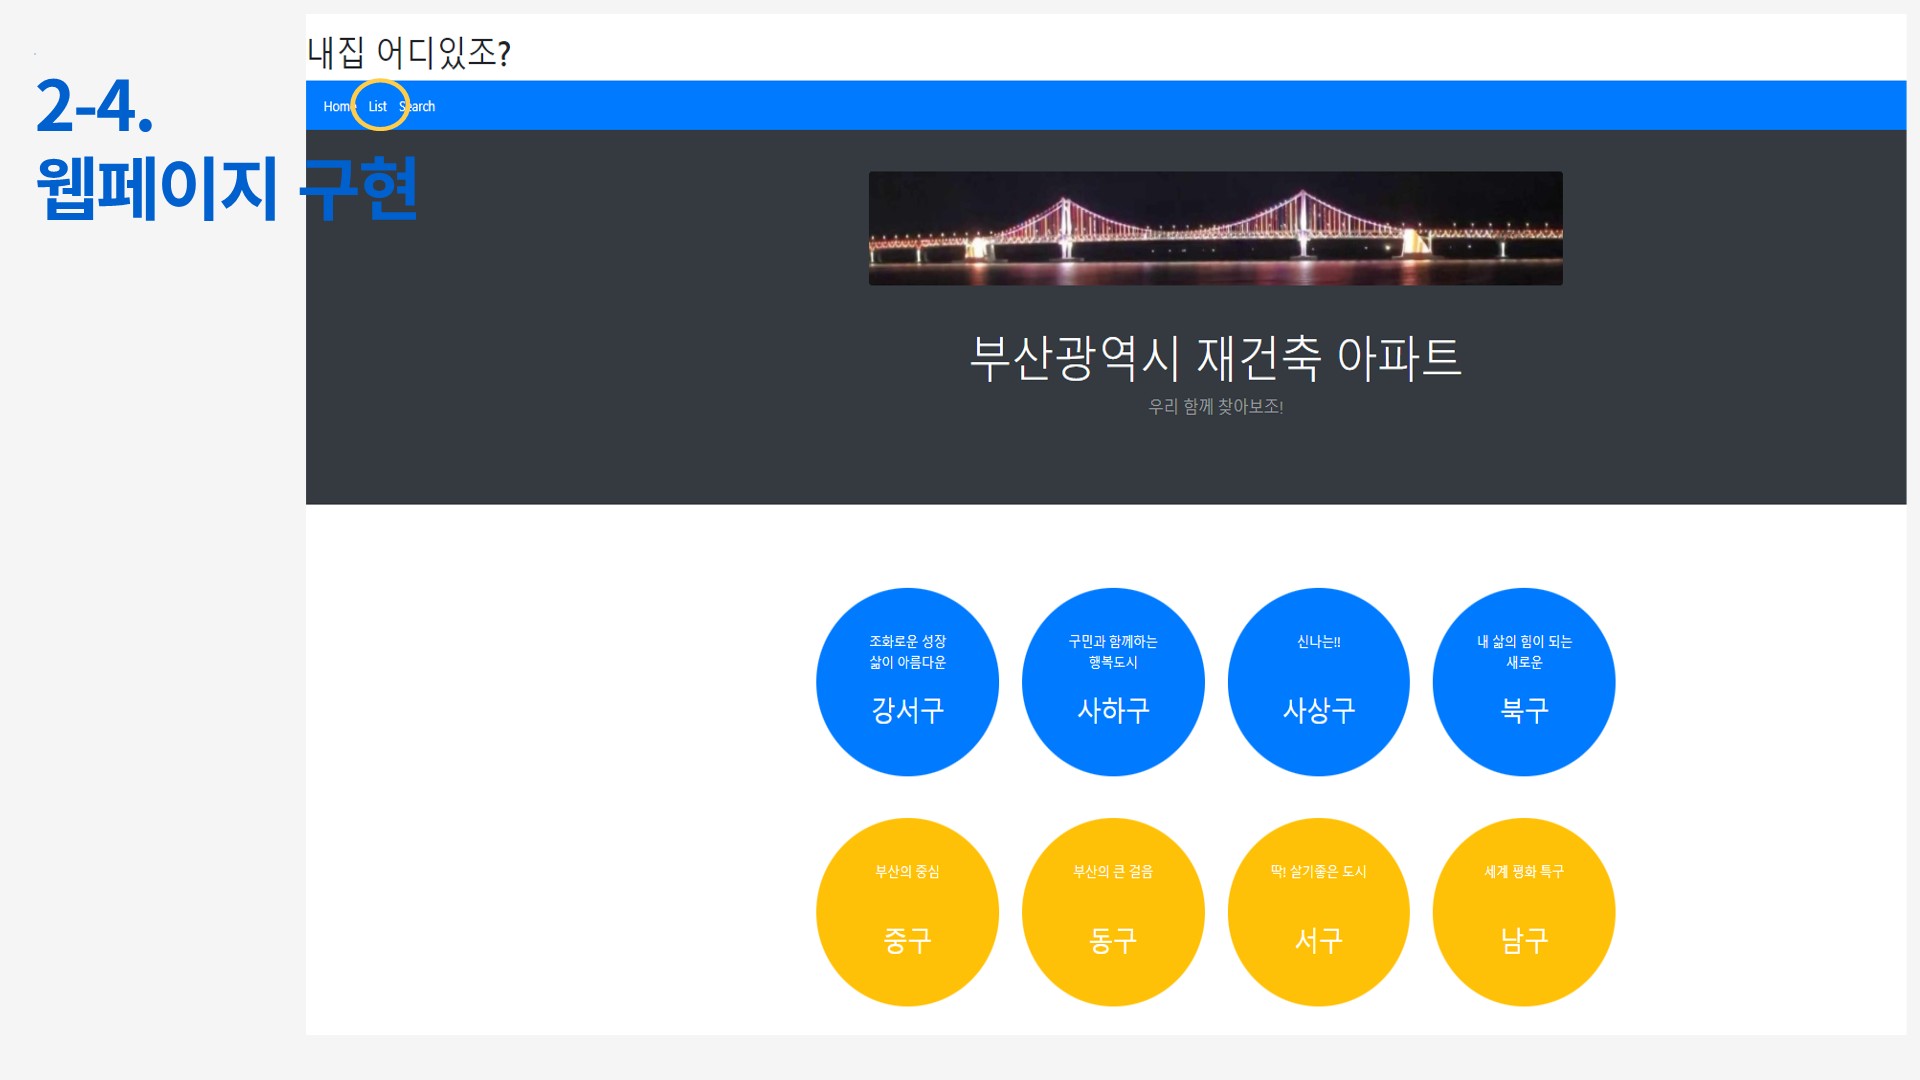 2-4.
웹페이지 구현
내집 어디있조?
Home List Search
부산광역시 재건축 아파트
우리 함께 찾아보조!
조화로운 성장
삶이 아름다운
강서구
구민과 함께하는
행복도시
사하구
신나는!!
사상구
내 삶의 힘이 되는
새로운
북구
부산의 중심
중구
부산의 큰 걸음
동구
딱! 살기좋은 도시
서구
세계 평화 특구
남구